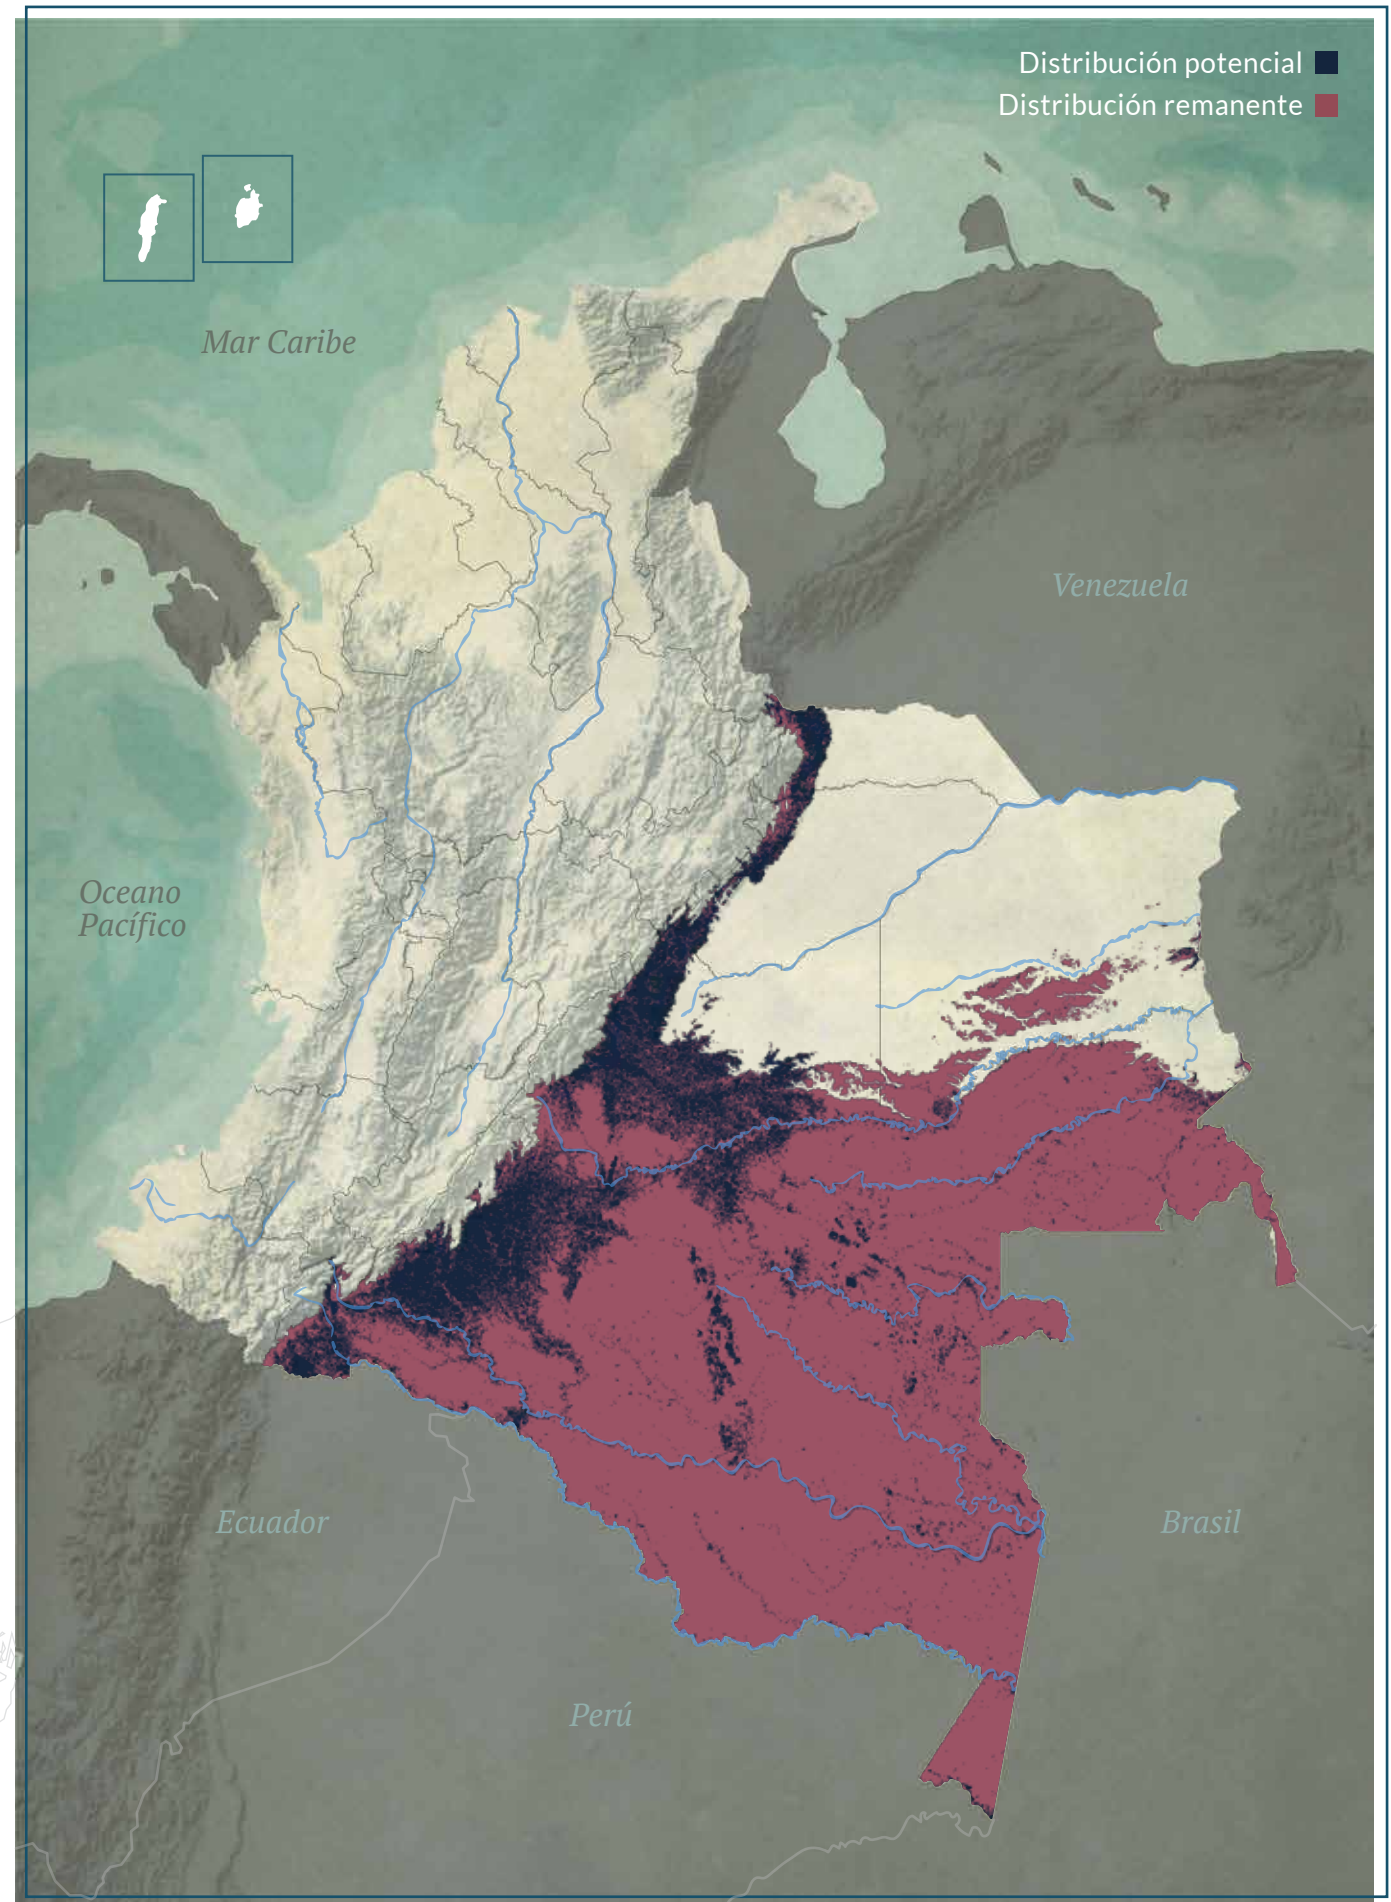 Distribución potencial
Distribución remanente
Mar Caribe
Venezuela
Oceano
Pacífico
Ecuador
Brasil
Perú